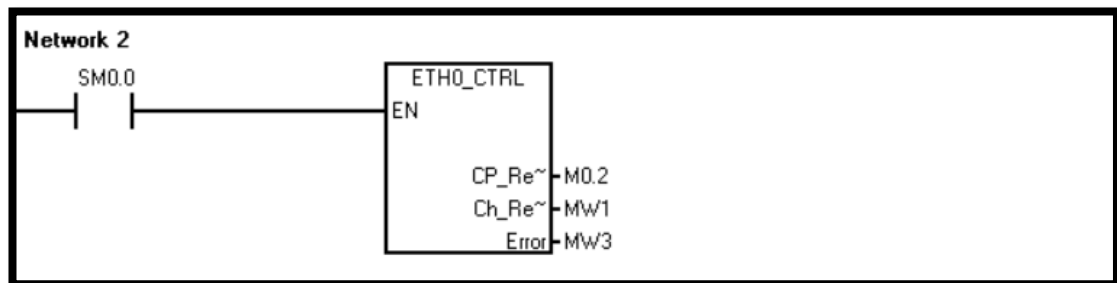 Network 2
SM0.0
ETH0_CTRL
EN
CP_Re~ M0.2
Ch_Re~ MW1
Error MW3